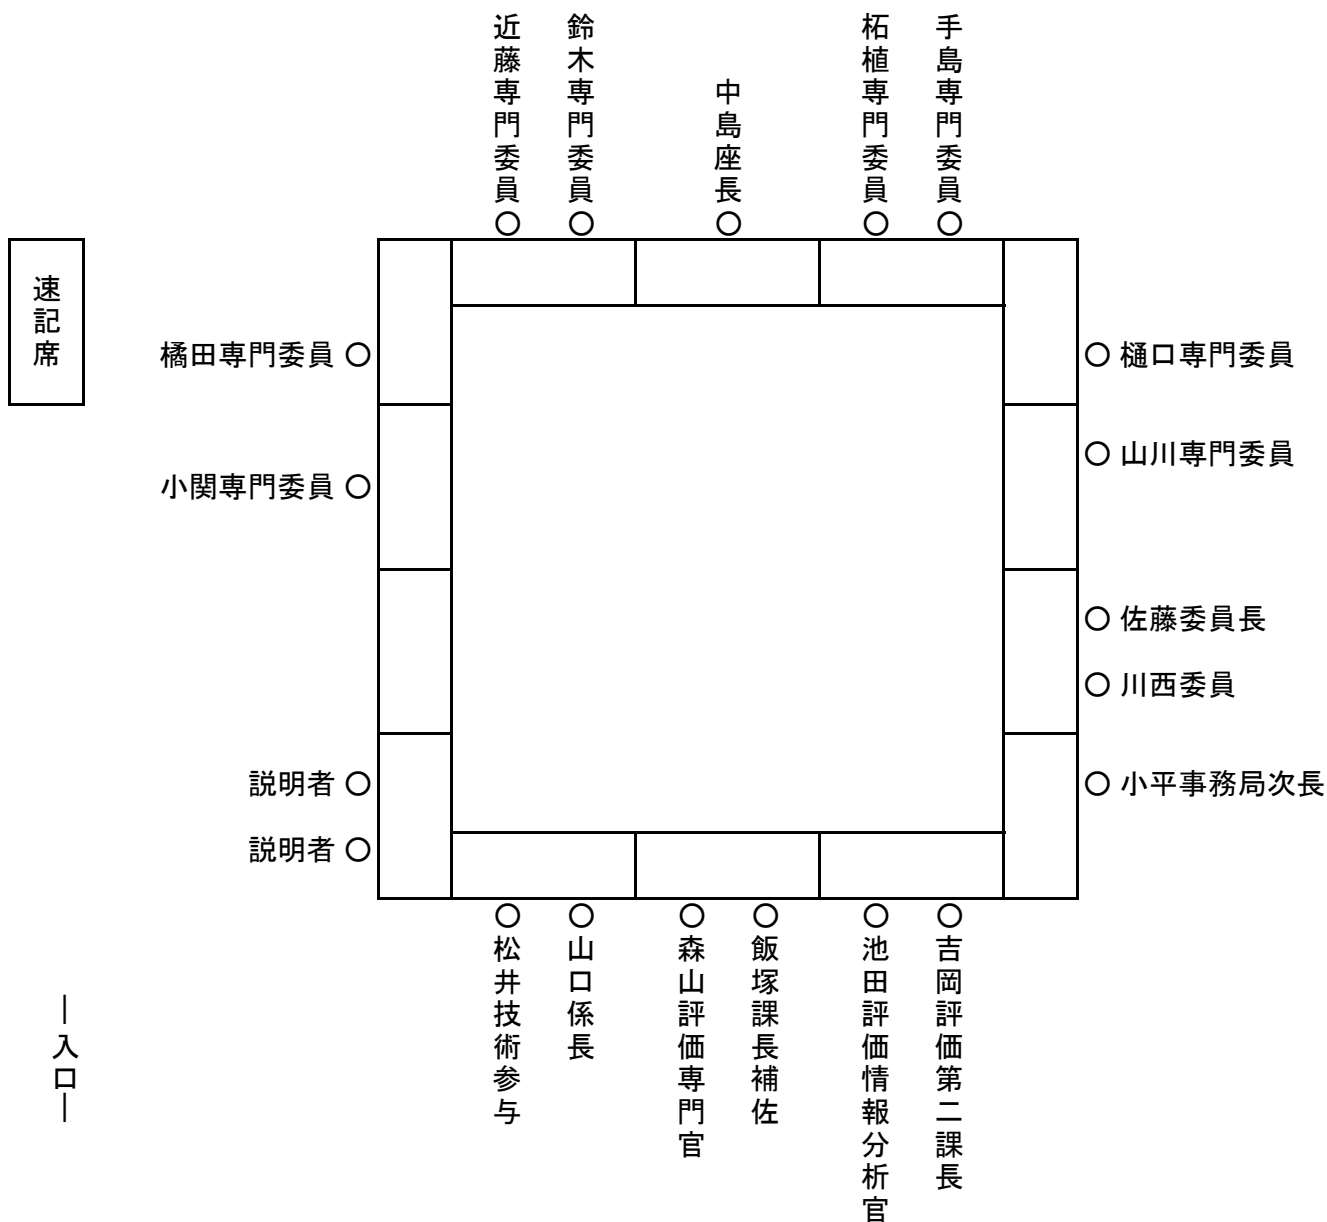 近藤専門委員
鈴木専門委員
中島座長
柘植専門委員
手島専門委員
速記席
橘田専門委員
樋口専門委員
山川専門委員
小関専門委員
佐藤委員長
川西委員
説明者
小平事務局次長
説明者
松井技術参与
山口係長
森山評価専門官
飯塚課長補佐
池田評価情報分析官
吉岡評価第二課長
―入口―